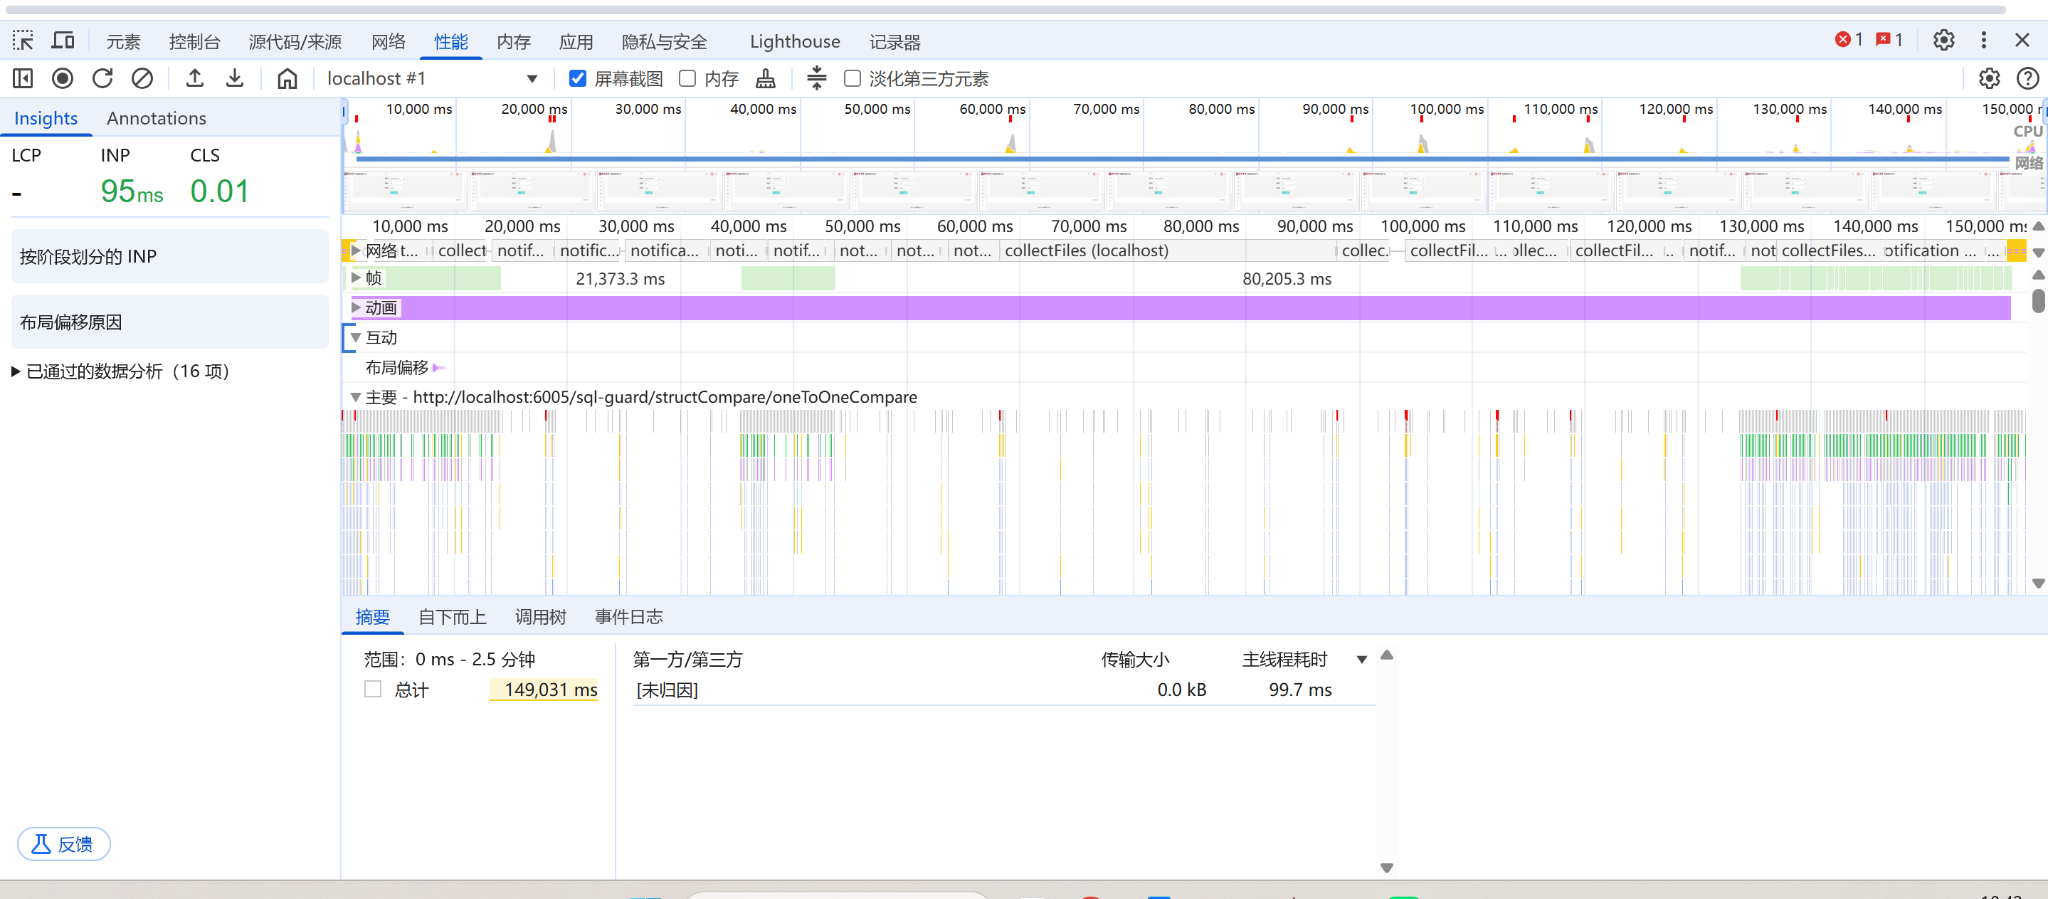 元素 控制台 源代码/来源 网络 性能 内存 应用 隐私与安全 Lighthouse 记录器 1 1
localhost #1 屏幕截图 内存 淡化第三方元素
Insights Annotations
LCP INP CLS
- 95ms 0.01
按阶段划分的 INP
布局偏移原因
已通过的数据分析（16 项）
反馈
10,000 ms 20,000 ms 30,000 ms 40,000 ms 50,000 ms 60,000 ms 70,000 ms 80,000 ms 90,000 ms 100,000 ms 110,000 ms 120,000 ms 130,000 ms 140,000 ms 150,000 r
CPU
网络
10,000 ms 20,000 ms 30,000 ms 40,000 ms 50,000 ms 60,000 ms 70,000 ms 80,000 ms 90,000 ms 100,000 ms 110,000 ms 120,000 ms 130,000 ms 140,000 ms 150,000 ms
网络 t... collect notif... notific... notifica... noti... notif... not... not... not... collectFiles (localhost) collec. collectFil... ... olec... collectFil... .. notif... not collectFiles... otification ... ...
帧 21,373.3 ms 80,205.3 ms
动画
互动
布局偏移
主要 - http://localhost:6005/sql-guard/structCompare/oneToOneCompare
摘要 自下而上 调用树 事件日志
范围：0 ms - 2.5 分钟
总计 149,031 ms
第一方/第三方 传输大小 主线程耗时
[未归因] 0.0 kB 99.7 ms